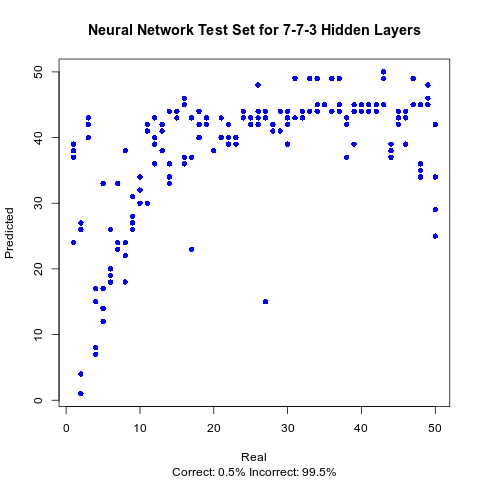 Neural Network Test Set for 7-7-3 Hidden Layers
Predicted
50
40
30
20
10
0
0 10 20 30 40 50
Real
Correct: 0.5% Incorrect: 99.5%